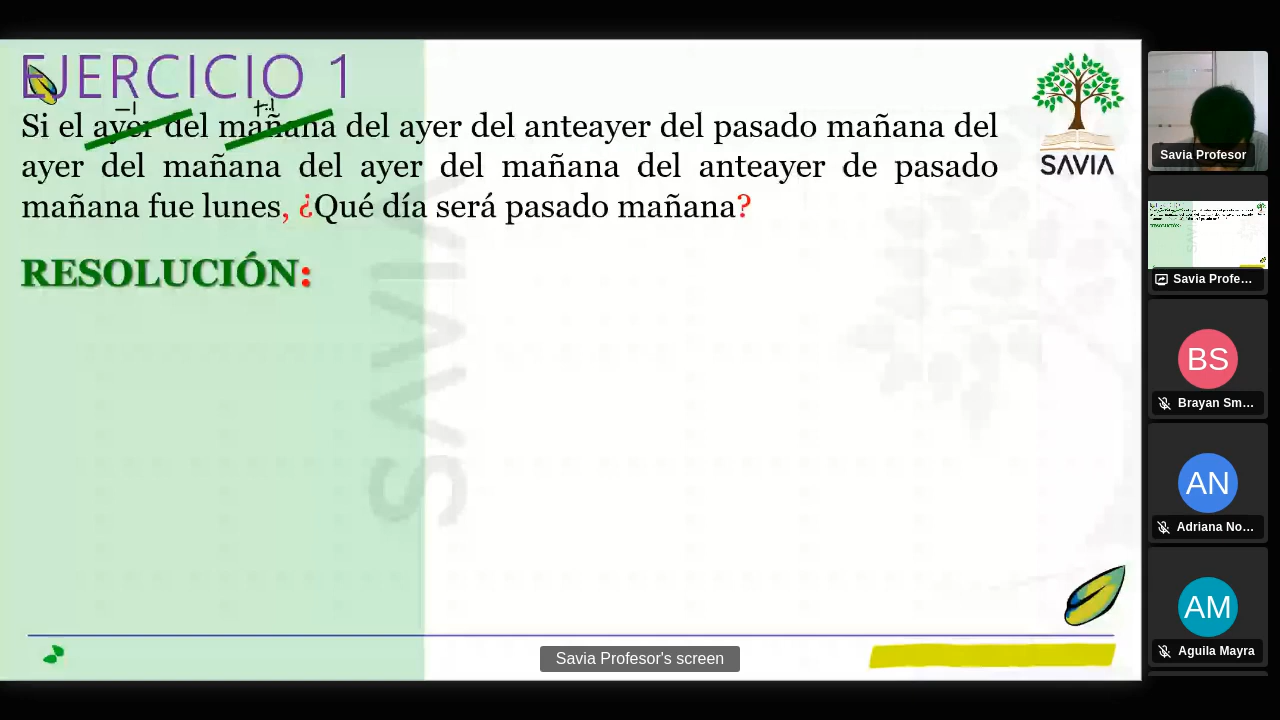 EJERCICIO 1
-1 +1
Si el ayer del mañana del ayer del anteayer del pasado mañana del
ayer del mañana del ayer del mañana del anteayer de pasado
mañana fue lunes, ¿Qué día será pasado mañana?
RESOLUCIÓN:
SAVIA
SAVIA
Savia Profesor's screen
Savia Profesor
Savia Profe...
BS
Brayan Sm...
AN
Adriana No...
AM
Aguila Mayra